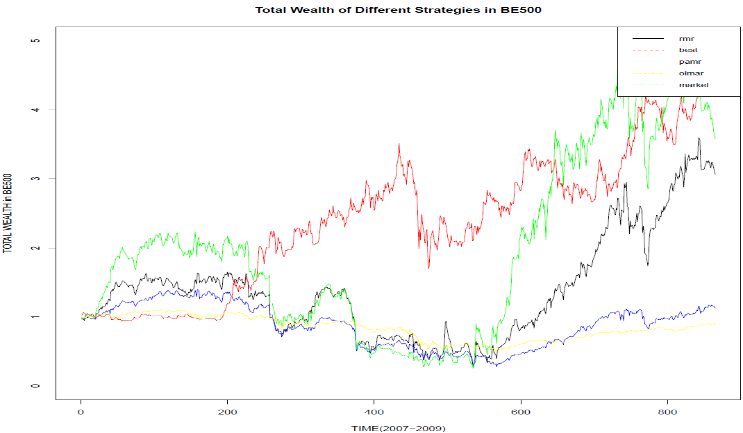 Total Wealth of Different Strategies in BE500
5
4
3
2
1
0
TOTAL WEALTH in BE500
rmr
best
pamr
olmar
market
0
200
400
600
800
TIME(2007-2009)